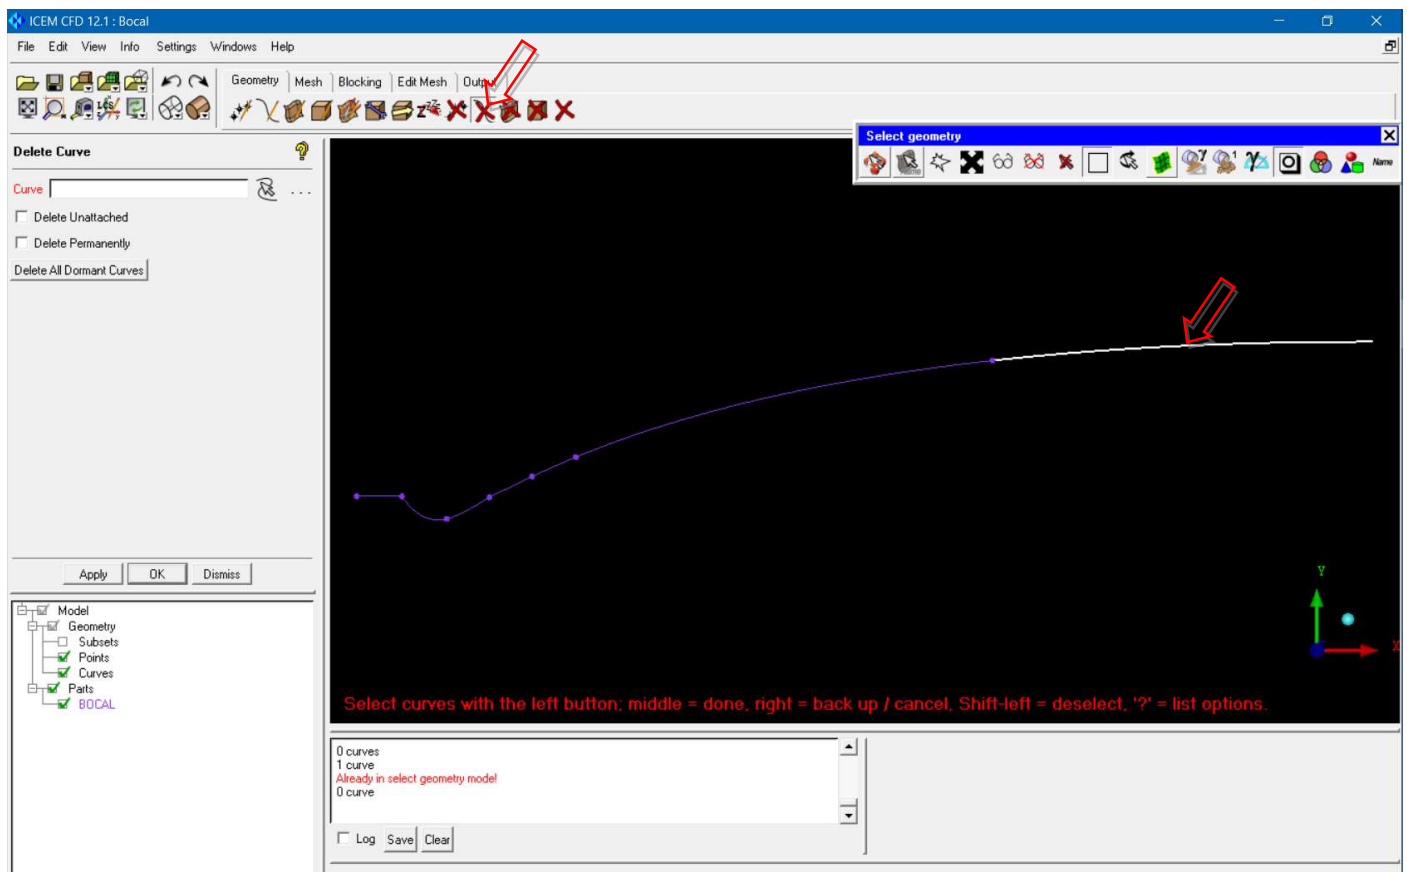 ICEM CFD 12.1 : Bocal
File Edit View Info Settings Windows Help
Geometry Mesh Blocking Edit Mesh Output
Select geometry
Name
Delete Curve
Curve
Delete Unattached
Delete Permanently
Delete All Dormant Curves
Apply OK Dismiss
Model
Geometry
Subsets
Points
Curves
Parts
BOCAL
Y
X
Select curves with the left button; middle = done, right = back up / cancel, Shift-left = deselect, '?' = list options.
0 curves
1 curve
Already in select geometry mode!
0 curve
Log Save Clear